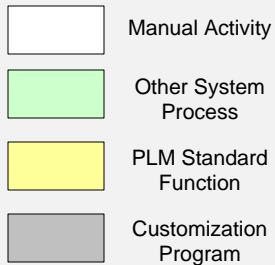 Manual Activity
Other System
Process
PLM Standard
Function
Customization
Program